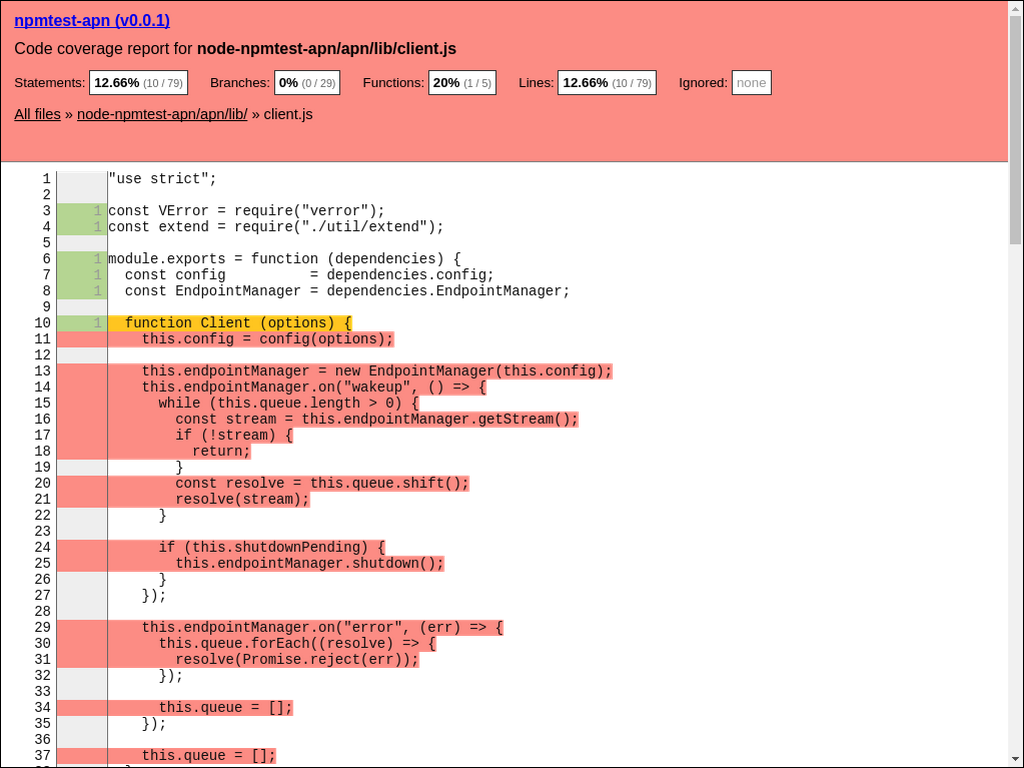 npmtest-apn (v0.0.1)
Code coverage report for node-npmtest-apn/apn/lib/client.js
Statements: 12.66% (10 / 79) Branches: 0% (0 / 29) Functions: 20% (1 / 5) Lines: 12.66% (10 / 79) Ignored: none
All files » node-npmtest-apn/apn/lib/ » client.js
1 "use strict";
2
3 1 const VError = require("verror");
4 1 const extend = require("./util/extend");
5
6 1 module.exports = function (dependencies) {
7 1   const config          = dependencies.config;
8 1   const EndpointManager = dependencies.EndpointManager;
9
10 1   function Client (options) {
11     this.config = config(options);
12
13     this.endpointManager = new EndpointManager(this.config);
14     this.endpointManager.on("wakeup", () => {
15       while (this.queue.length > 0) {
16         const stream = this.endpointManager.getStream();
17         if (!stream) {
18           return;
19         }
20         const resolve = this.queue.shift();
21         resolve(stream);
22       }
23
24       if (this.shutdownPending) {
25         this.endpointManager.shutdown();
26       }
27     });
28
29     this.endpointManager.on("error", (err) => {
30       this.queue.forEach((resolve) => {
31         resolve(Promise.reject(err));
32       });
33
34       this.queue = [];
35     });
36
37     this.queue = [];